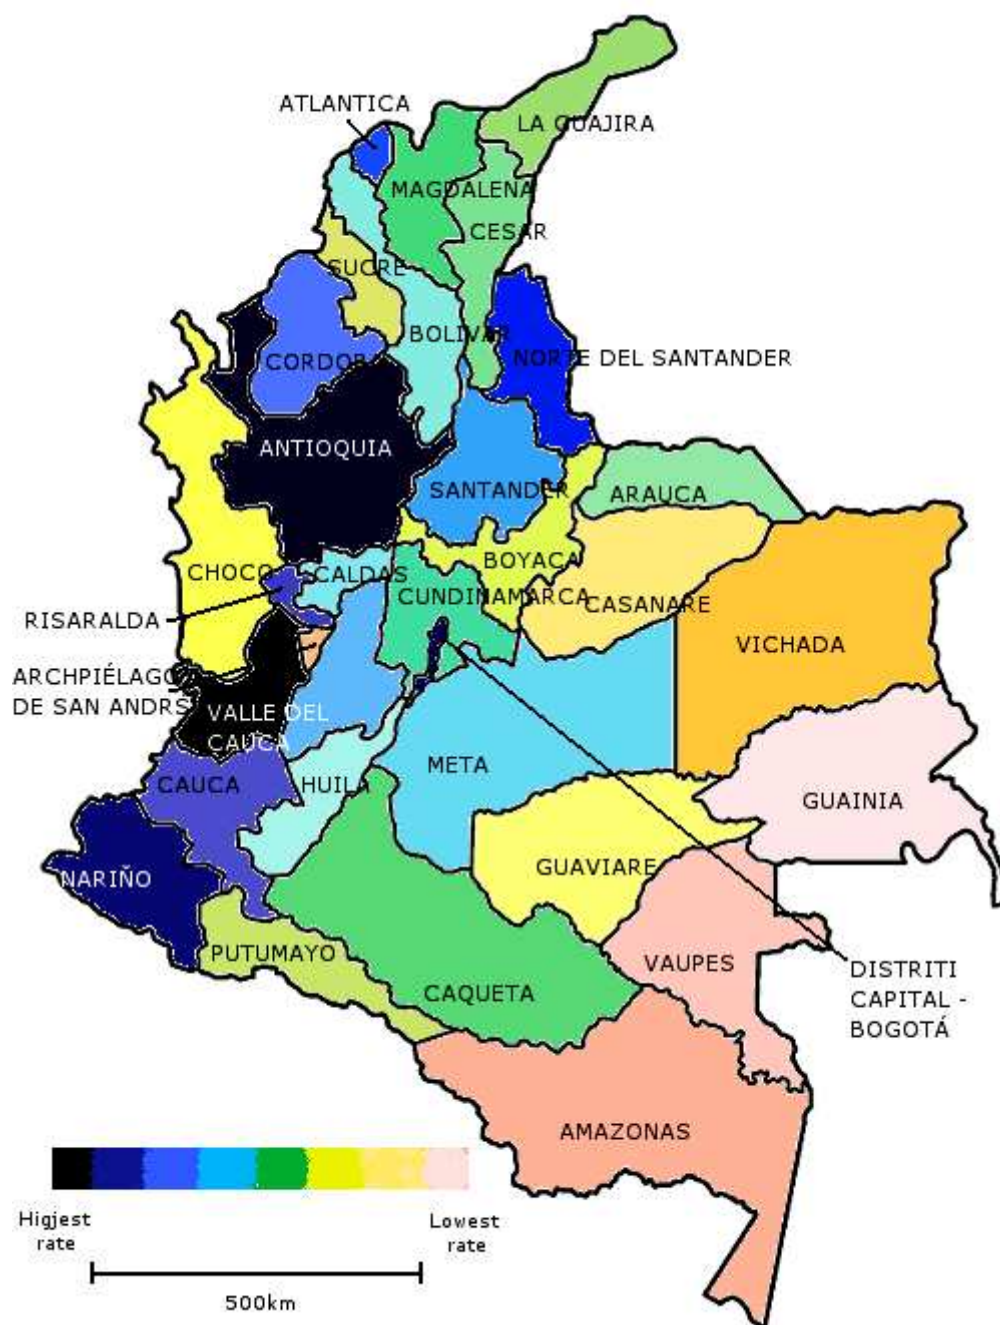 ATLANTICA
LA GUAJIRA
MAGDALENA
CESAR
SUCRE
BOLIVAR
CORDOBA
NORTE DEL SANTANDER
ANTIOQUIA
SANTANDER
ARAUCA
BOYACA
CHOCO
CALDAS
CUNDINAMARCA
CASANARE
RISARALDA
VICHADA
ARCHPIÉLAGO
DE SAN ANDRS
VALLE DEL
CAUCA
META
CAUCA
HUILA
GUAINIA
GUAVIARE
NARIÑO
PUTUMAYO
VAUPES
CAQUETA
DISTRITI
CAPITAL -
BOGOTÁ
AMAZONAS
Higjest
rate
Lowest
rate
500km